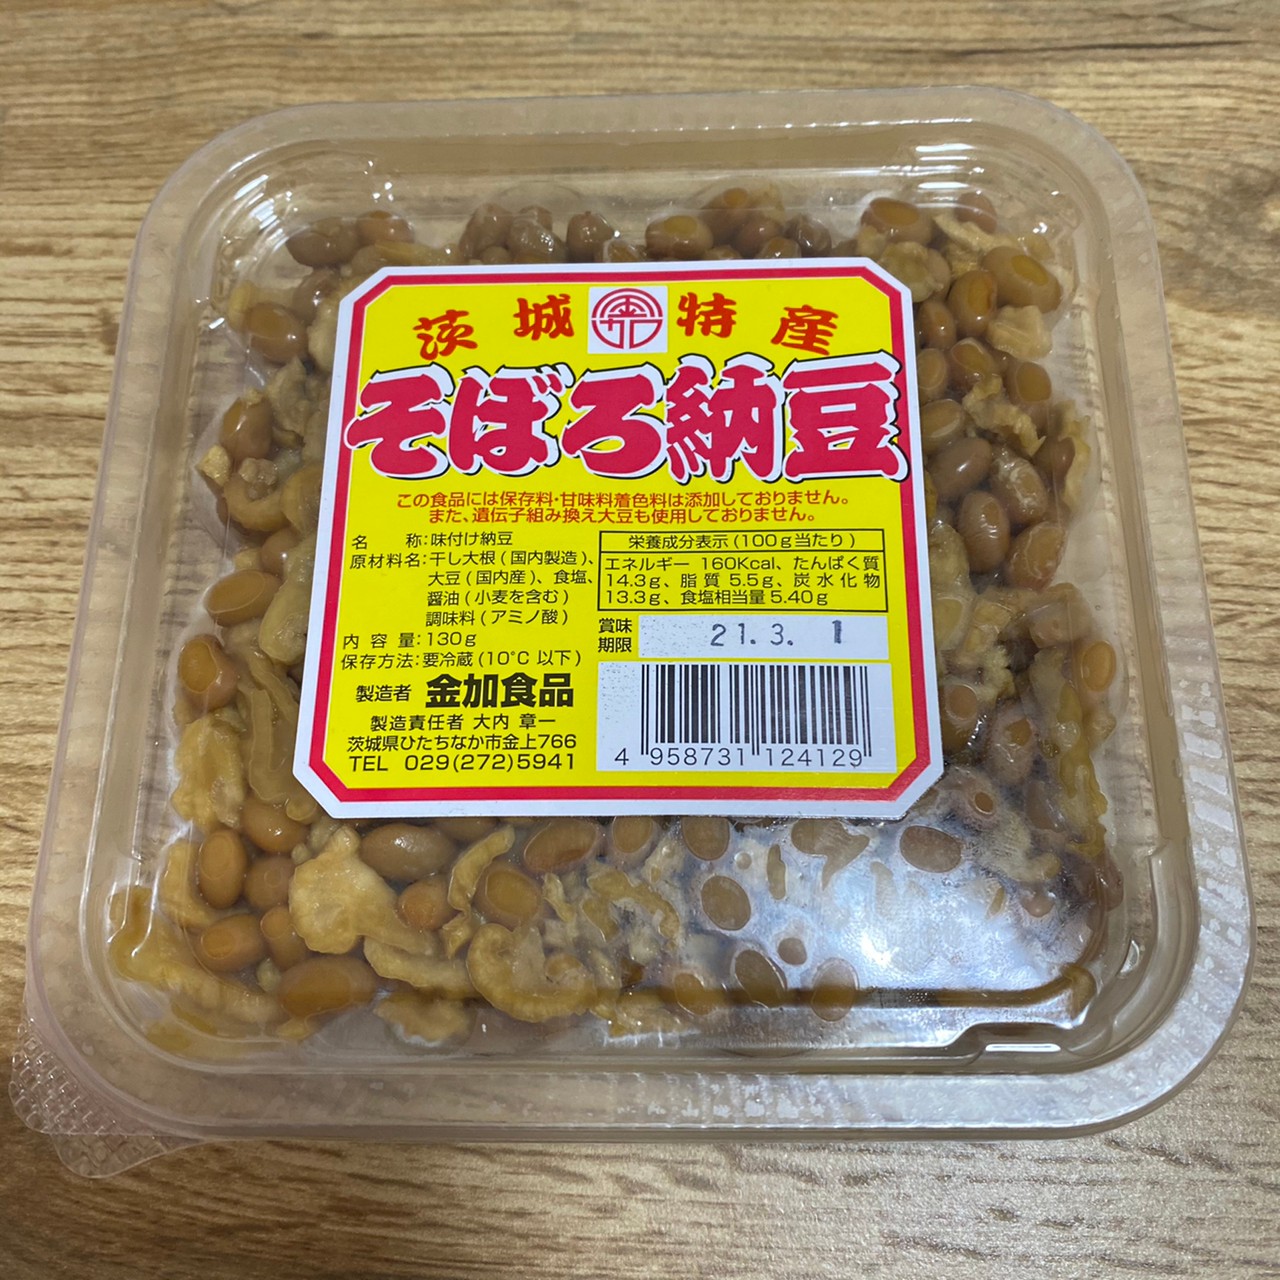 茨城 特産
そぼろ納豆
この食品には保存料・甘味料着色料は添加しておりません。
また、遺伝子組み換え大豆も使用しておりません。
名 称:味付け納豆
原材料名:干し大根(国内製造)、
大豆(国内産)、食塩、
醤油(小麦を含む)
調味料(アミノ酸)
内容量:130g
保存方法:要冷蔵(10℃以下)
製造者 金加食品
製造責任者 大内 章一
茨城県ひたちなか市金上766
TEL 029(272)5941
栄養成分表示(100g当たり)
エネルギー 160Kcal、たんぱく質
14.3g、脂質5.5g、炭水化物
13.3g、食塩相当量5.40g
賞味
期限
21.3. 1
4 958731 124129